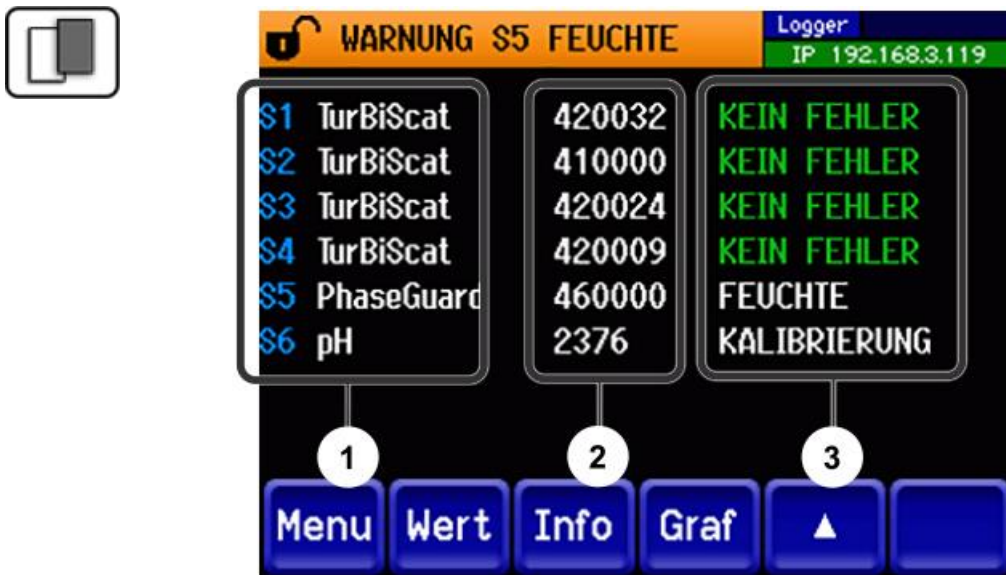 WARNUNG S5 FEUCHTE
Logger
IP 192.168.3.119
S1 TurBiScat 420032 KEIN FEHLER
S2 TurBiScat 410000 KEIN FEHLER
S3 TurBiScat 420024 KEIN FEHLER
S4 TurBiScat 420009 KEIN FEHLER
S5 PhaseGuard 460000 FEUCHTE
S6 pH 2376 KALIBRIERUNG
1 2 3
Menu Wert Info Graf ▲